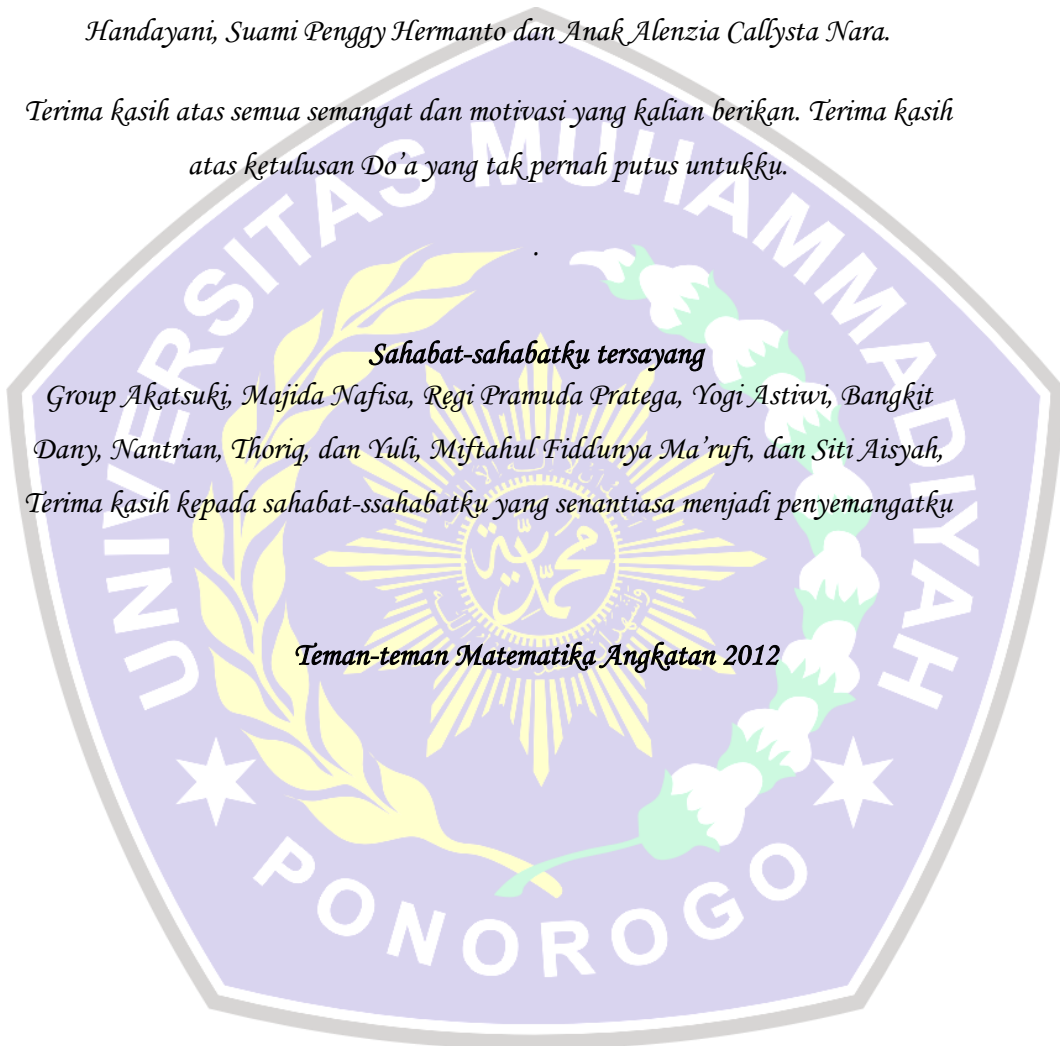 Handayani, Suami Penggy Hermanto dan Anak Alenzia Callysta Nara.
Terima kasih atas semua semangat dan motivasi yang kalian berikan. Terima kasih
atas ketulusan Do'a yang tak pernah putus untukku.
.
Sahabat-sahabatku tersayang
Group Akatsuki, Majida Nafisa, Regi Pramuda Pratega, Yogi Astiwi, Bangkit
Dany, Nantrian, Thoriq, dan Yuli, Miftahul Fiddunya Ma'rufi, dan Siti Aisyah,
Terima kasih kepada sahabat-ssahabatku yang senantiasa menjadi penyemangatku
Teman-teman Matematika Angkatan 2012
UNIVERSITAS MUHAMMADIYAH
PONOROGO
محمدية